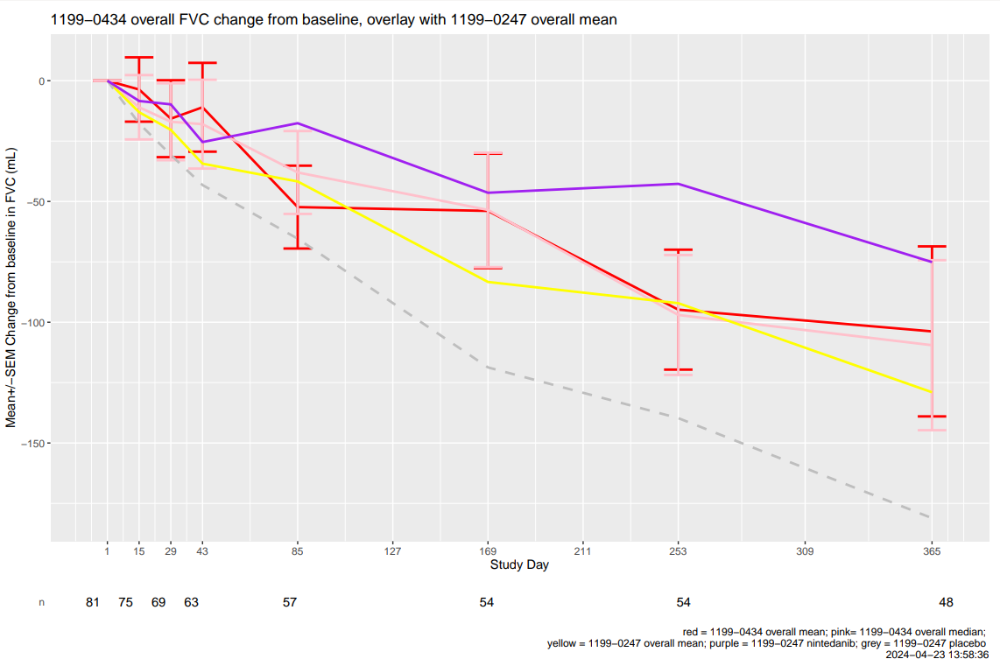 1199−0434 overall FVC change from baseline, overlay with 1199−0247 overall mean
Mean+/−SEM Change from baseline in FVC (mL)
0
−50
−100
−150
1 15 29 43 85 127 169 211 253 309 365
Study Day
n 81 75 69 63 57 54 54 48
red = 1199−0434 overall mean; pink= 1199−0434 overall median;
yellow = 1199−0247 overall mean; purple = 1199−0247 nintedanib; grey = 1199−0247 placebo
2024−04−23 13:58:36